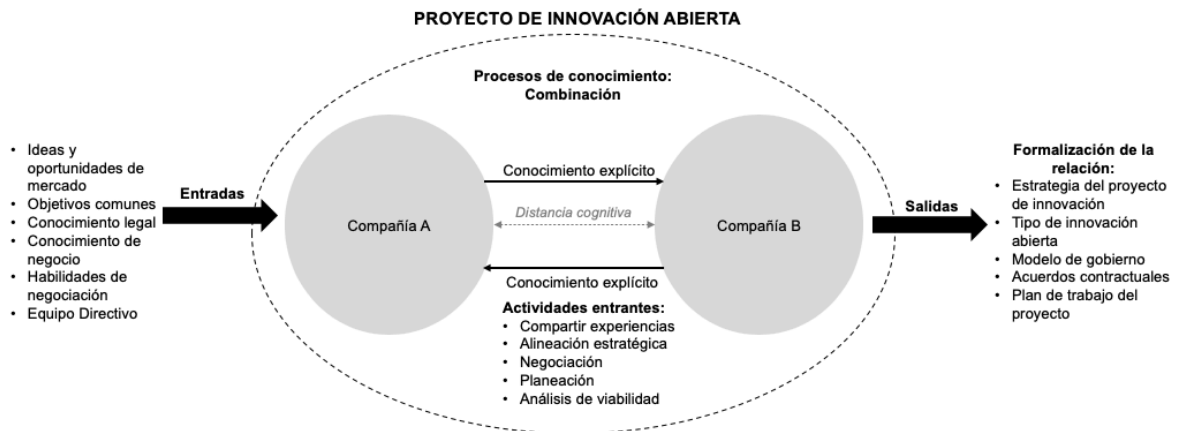 PROYECTO DE INNOVACIÓN ABIERTA
Procesos de conocimiento:
Combinación
• Ideas y
oportunidades de
mercado
• Objetivos comunes
• Conocimiento legal
• Conocimiento de
negocio
• Habilidades de
negociación
• Equipo Directivo
Entradas
Compañía A
Conocimiento explícito
Distancia cognitiva
Conocimiento explícito
Compañía B
Actividades entrantes:
• Compartir experiencias
• Alineación estratégica
• Negociación
• Planeación
• Análisis de viabilidad
Salidas
Formalización de la
relación:
• Estrategia del proyecto
de innovación
• Tipo de innovación
abierta
• Modelo de gobierno
• Acuerdos contractuales
• Plan de trabajo del
proyecto